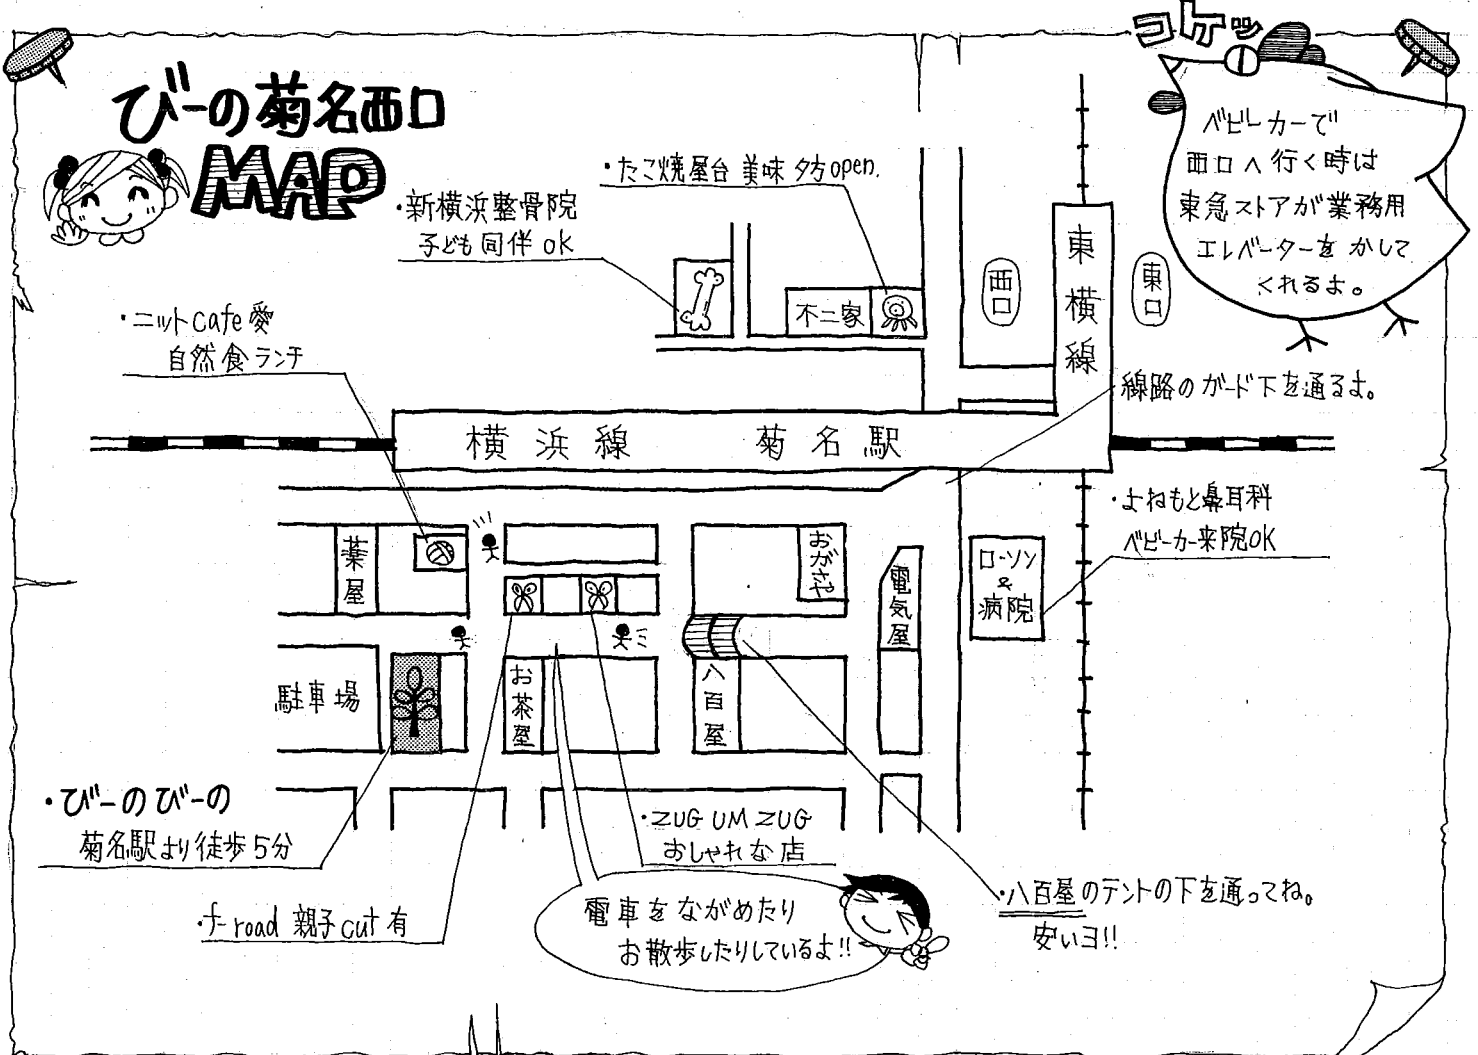 びーの菊名西口
MAP
コケッ
ベビーカーで
西口へ行く時は
東急ストアが業務用
エレベーターをかして
くれるよ。
・たこ焼屋台 美味 夕方open.
・新横浜整骨院
子ども同伴ok
・ニットcafe愛
自然食ランチ
不二家
西口
東横線
東口
線路のガード下を通るよ。
横浜線 菊名駅
・よねもと鼻耳科
ベビーカー来院OK
薬屋
おがさや
電気屋
ローソン
&
病院
駐車場
お茶屋
八百屋
・びーのびーの
菊名駅より徒歩5分
・ZUG UM ZUG
おしゃれな店
・f-road 親子cut有
電車をながめたり
お散歩したりしているよ!!
・八百屋のテントの下を通ってね。
安いヨ!!